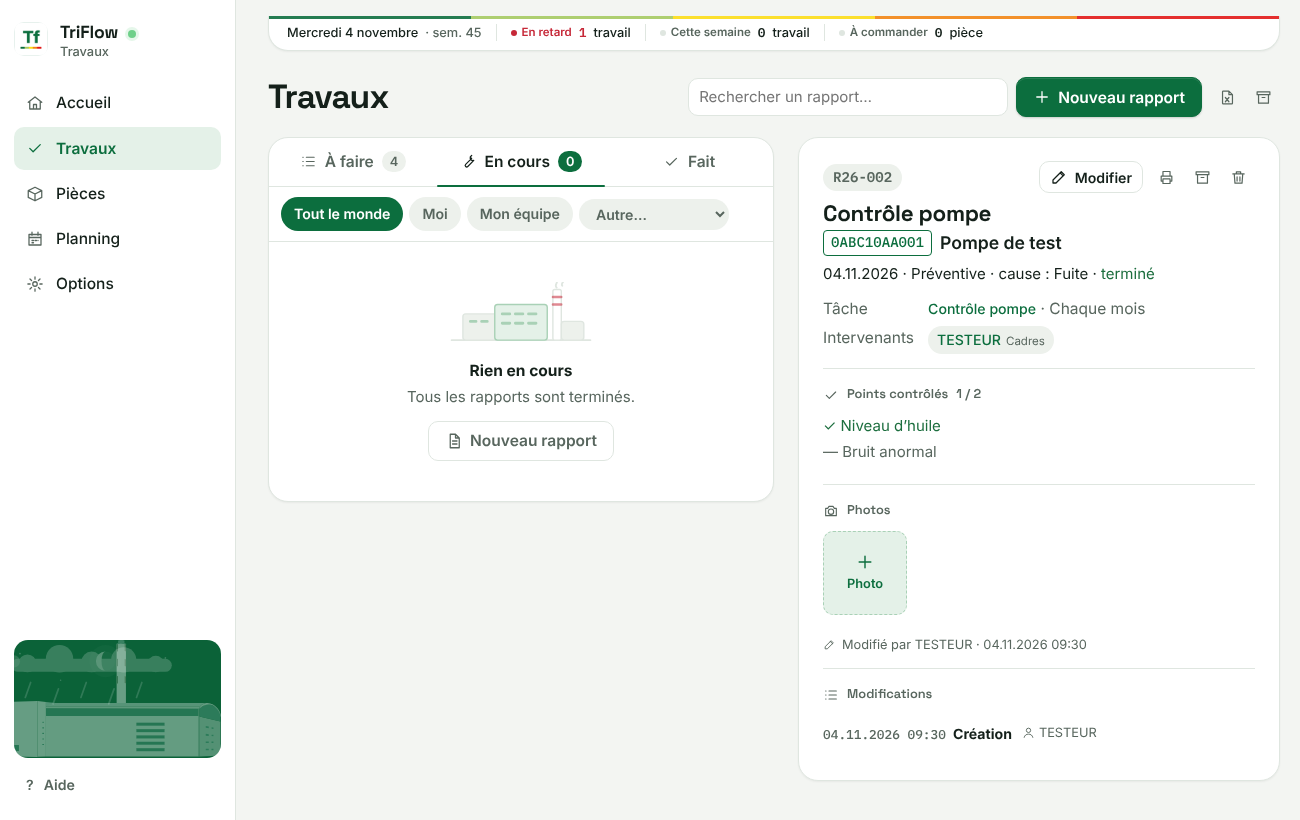 Tf
TriFlow
Travaux
Accueil
Travaux
Pièces
Planning
Options
? Aide
Mercredi 4 novembre · sem. 45
En retard 1 travail
Cette semaine 0 travail
À commander 0 pièce
Travaux
Rechercher un rapport...
Nouveau rapport
À faire 4
En cours 0
Fait
Tout le monde
Moi
Mon équipe
Autre...
Rien en cours
Tous les rapports sont terminés.
Nouveau rapport
R26-002
Modifier
Contrôle pompe
0ABC10AA001 Pompe de test
04.11.2026 · Préventive · cause : Fuite · terminé
Tâche Contrôle pompe · Chaque mois
Intervenants TESTEUR Cadres
Points contrôlés 1 / 2
Niveau d’huile
— Bruit anormal
Photos
Photo
Modifié par TESTEUR · 04.11.2026 09:30
Modifications
04.11.2026 09:30 Création TESTEUR